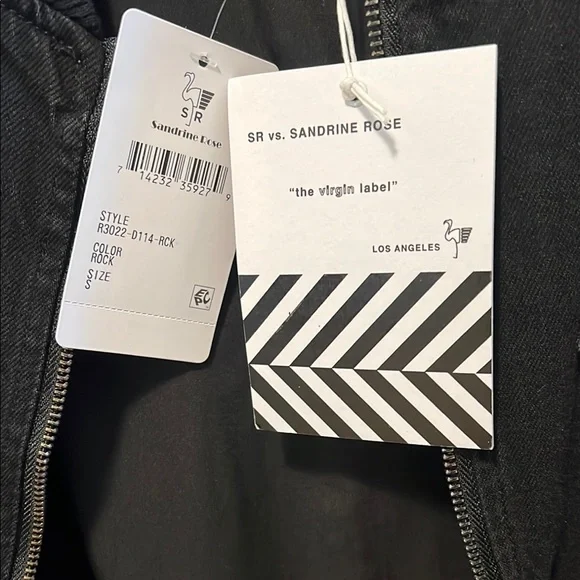 SR
Sandrine Rose
7 14232 35927 9
STYLE
R3022-D114-RCK
COLOR
ROCK
SIZE
S
EPC
SR vs. SANDRINE ROSE
"the virgin label"
LOS ANGELES